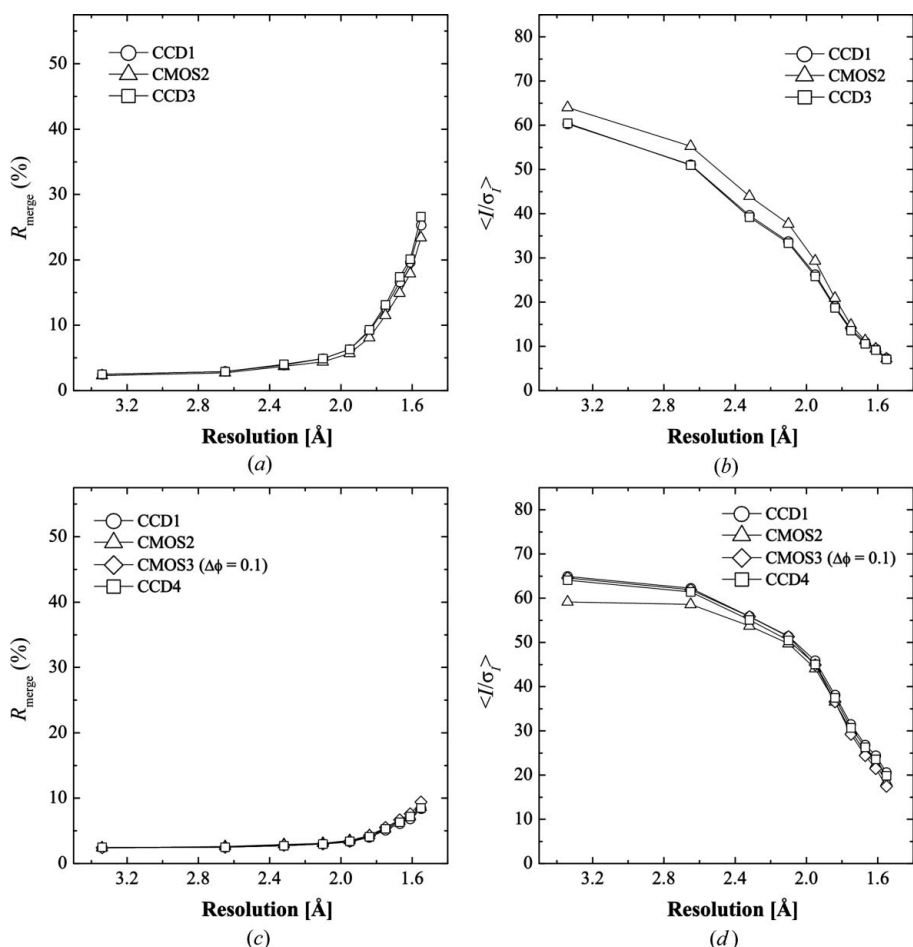 50
40
30
20
10
0
R_merge (%)
CCD1
CMOS2
CCD3
3.2 2.8 2.4 2.0 1.6
Resolution [Å]
(a)
80
70
60
50
40
30
20
10
0
<I/σ_I>
CCD1
CMOS2
CCD3
3.2 2.8 2.4 2.0 1.6
Resolution [Å]
(b)
50
40
30
20
10
0
R_merge (%)
CCD1
CMOS2
CMOS3 (Δϕ = 0.1)
CCD4
3.2 2.8 2.4 2.0 1.6
Resolution [Å]
(c)
80
70
60
50
40
30
20
10
0
<I/σ_I>
CCD1
CMOS2
CMOS3 (Δϕ = 0.1)
CCD4
3.2 2.8 2.4 2.0 1.6
Resolution [Å]
(d)